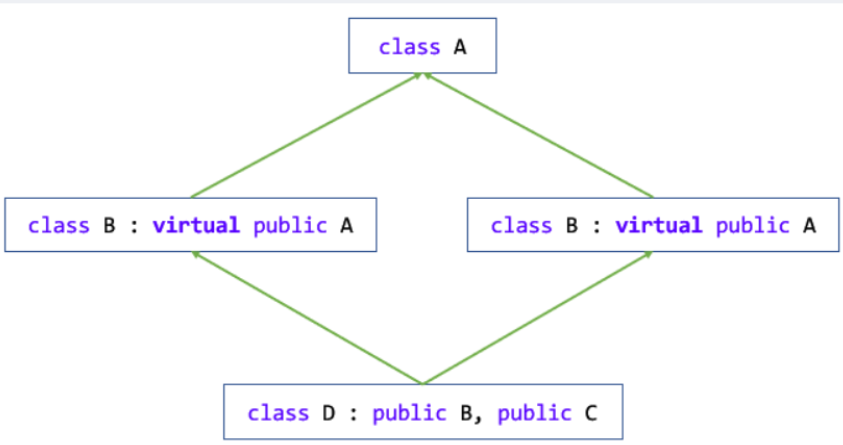 class A
class B : virtual public A
class B : virtual public A
class D : public B, public C